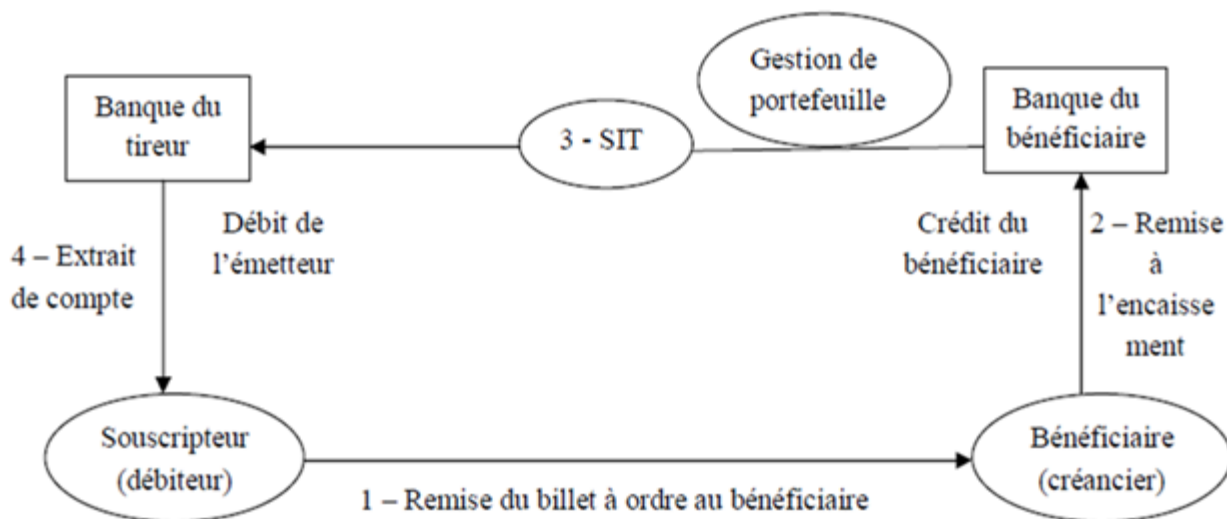 Gestion de
portefeuille
Banque du
tireur
3 - SIT
Banque du
bénéficiaire
4 – Extrait
de compte
Débit de
l’émetteur
Crédit du
bénéficiaire
2 – Remise
à
l’encaisse
ment
Souscripteur
(débiteur)
Bénéficiaire
(créancier)
1 – Remise du billet à ordre au bénéficiaire